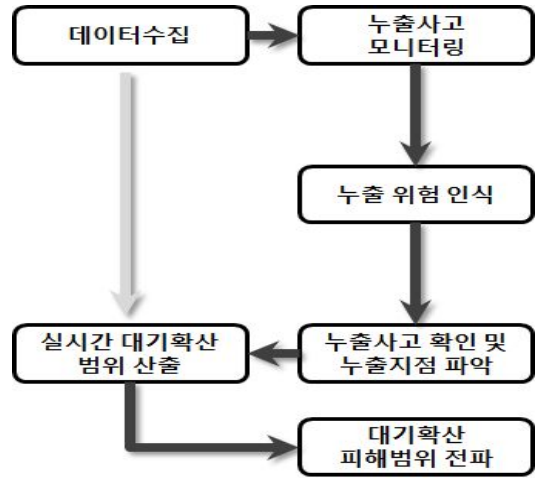 데이터수집
누출사고
모니터링
누출 위험 인식
실시간 대기확산
범위 산출
누출사고 확인 및
누출지점 파악
대기확산
피해범위 전파